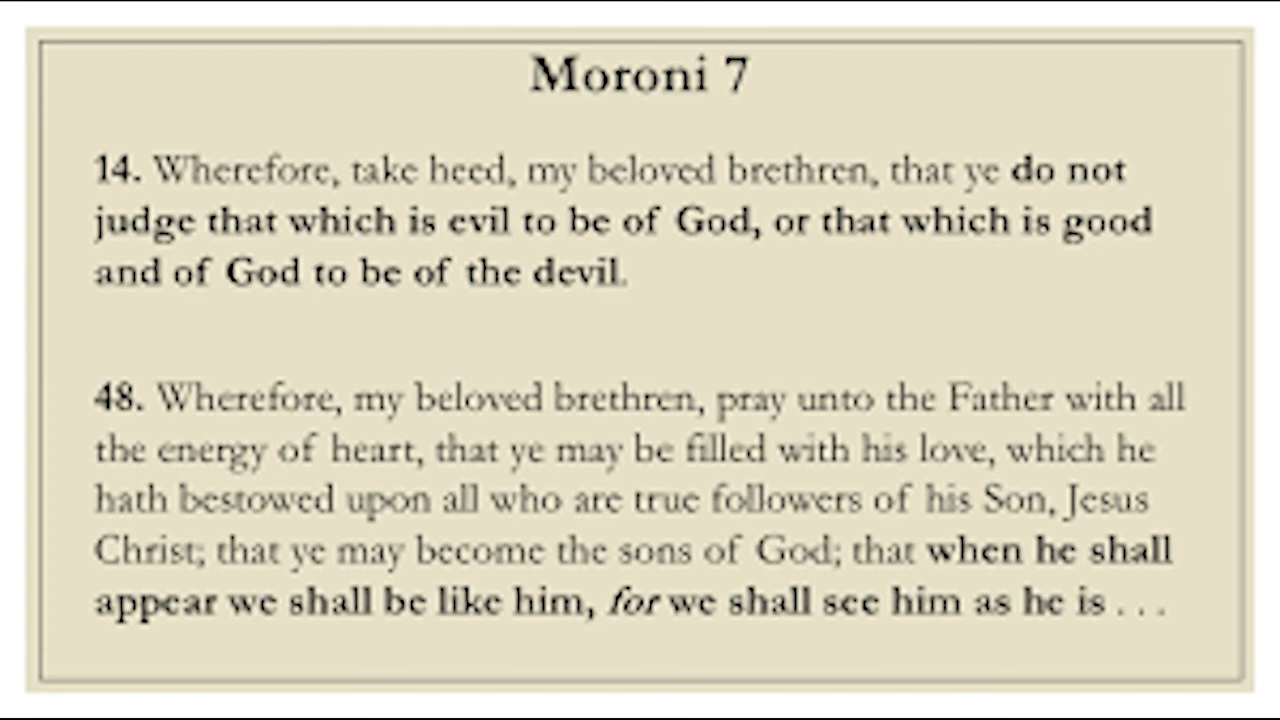 Moroni 7
14. Wherefore, take heed, my beloved brethren, that ye do not
judge that which is evil to be of God, or that which is good
and of God to be of the devil.
48. Wherefore, my beloved brethren, pray unto the Father with all
the energy of heart, that ye may be filled with his love, which he
hath bestowed upon all who are true followers of his Son, Jesus
Christ; that ye may become the sons of God; that when he shall
appear we shall be like him, for we shall see him as he is . . .